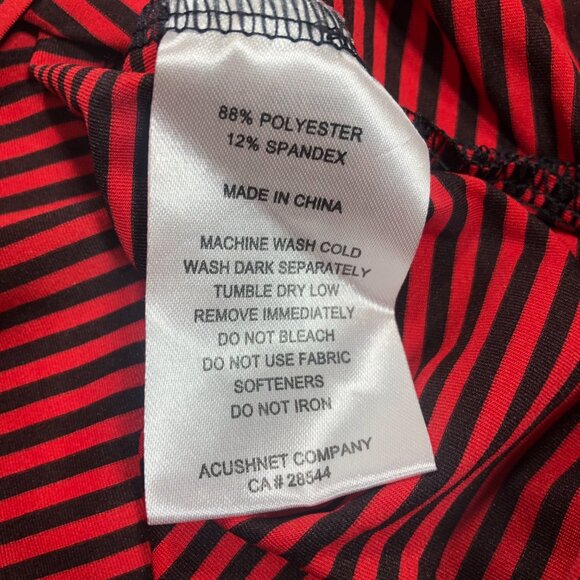 88% POLYESTER
12% SPANDEX
MADE IN CHINA
MACHINE WASH COLD
WASH DARK SEPARATELY
TUMBLE DRY LOW
REMOVE IMMEDIATELY
DO NOT BLEACH
DO NOT USE FABRIC
SOFTENERS
DO NOT IRON
ACUSHNET COMPANY
CA # 28544